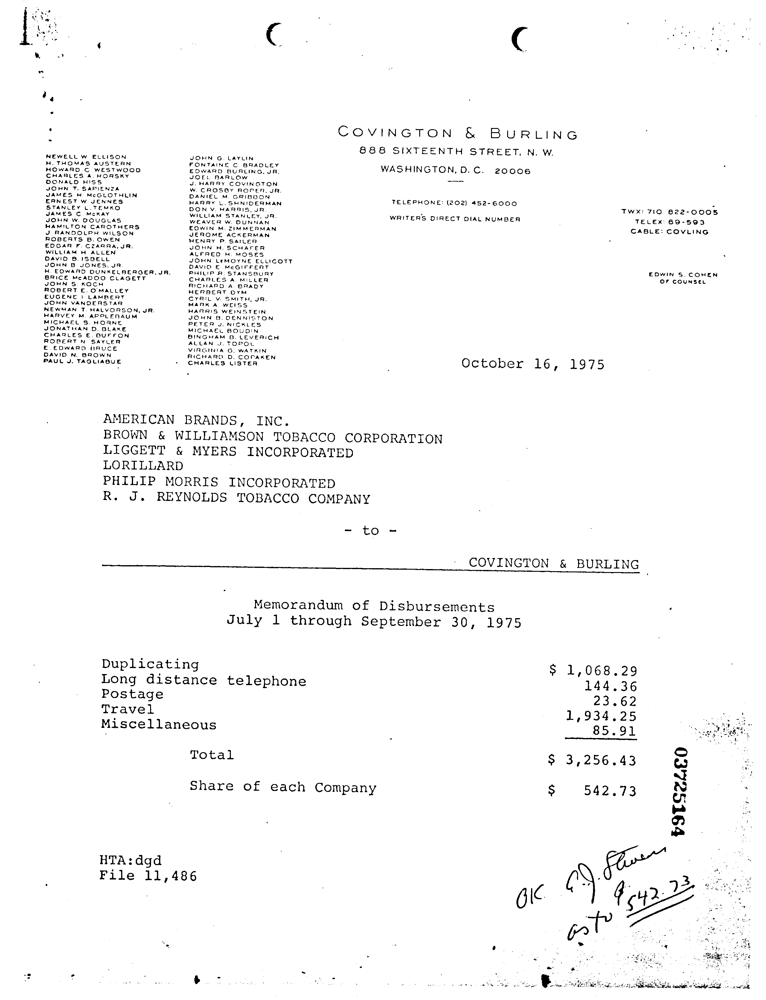 COVINGTON & BURLING
888 SIXTEENTH STREET, N. W.
WASHINGTON, D. C. 20006
TELEPHONE: (202) 452-6000
WRITER'S DIRECT DIAL NUMBER
TWX: 710 822-0005
TELEX: 89-593
CABLE: COVLING
EDWIN S. COHEN
OF COUNSEL
NEWELL W. ELLISON
H. THOMAS AUSTERN
HOWARD C. WESTWOOD
CHARLES A. HORSKY
DONALD HISS
JOHN T. SAPIENZA
JAMES H. McGLOTHLIN
ERNEST W. JENNES
STANLEY L. TEMKO
JAMES C. McKAY
JOHN W. DOUGLAS
HAMILTON CAROTHERS
J. RANDOLPH WILSON
ROBERTS B. OWEN
EDGAR F. CZARRA, JR.
WILLIAM H. ALLEN
DAVID B. ISBELL
JOHN B. JONES, JR.
H. EDWARD DUNKELBERGER, JR.
BRICE McADOO CLAGETT
JOHN S. KOCH
ROBERT E. O'MALLEY
EUGENE I. LAMBERT
JOHN VANDERSTAR
NEWMAN T. HALVORSON, JR.
HARVEY M. APPLEBAUM
MICHAEL S. HORNE
JONATHAN D. BLAKE
CHARLES E. BUFFON
ROBERT N. SAYLER
E. EDWARD BRUCE
DAVID N. BROWN
PAUL J. TAGLIABUE
JOHN G. LAYLIN
FONTAINE C. BRADLEY
EDWARD BURLING, JR.
JOEL BARLOW
J. HARRY COVINGTON
W. CROSBY ROPER, JR.
DANIEL M. GRIBBON
HARRY L. SHNIDERMAN
DON V. HARRIS, JR.
WILLIAM STANLEY, JR.
WEAVER W. DUNNAN
EDWIN M. ZIMMERMAN
JEROME ACKERMAN
HENRY P. SAILER
JOHN H. SCHAFER
ALFRED H. MOSES
JOHN LeMOYNE ELLICOTT
DAVID E. McGIFFERT
PHILIP R. STANSBURY
CHARLES A. MILLER
RICHARD A. BRADY
HERBERT DYM
CYRIL V. SMITH, JR.
MARK A. WEISS
HARRIS WEINSTEIN
JOHN B. DENNISTON
PETER J. NICKLES
MICHAEL BOUDIN
BINGHAM B. LEVERICH
ALLAN J. TOPOL
VIRGINIA G. WATKIN
RICHARD D. COPAKEN
CHARLES LISTER
October 16, 1975
AMERICAN BRANDS, INC.
BROWN & WILLIAMSON TOBACCO CORPORATION
LIGGETT & MYERS INCORPORATED
LORILLARD
PHILIP MORRIS INCORPORATED
R. J. REYNOLDS TOBACCO COMPANY
- to -
COVINGTON & BURLING
Memorandum of Disbursements
July 1 through September 30, 1975
Duplicating $ 1,068.29
Long distance telephone 144.36
Postage 23.62
Travel 1,934.25
Miscellaneous 85.91
Total $ 3,256.43
Share of each Company $ 542.73
03725164
HTA:dgd
File 11,486
OK
as to $542.73